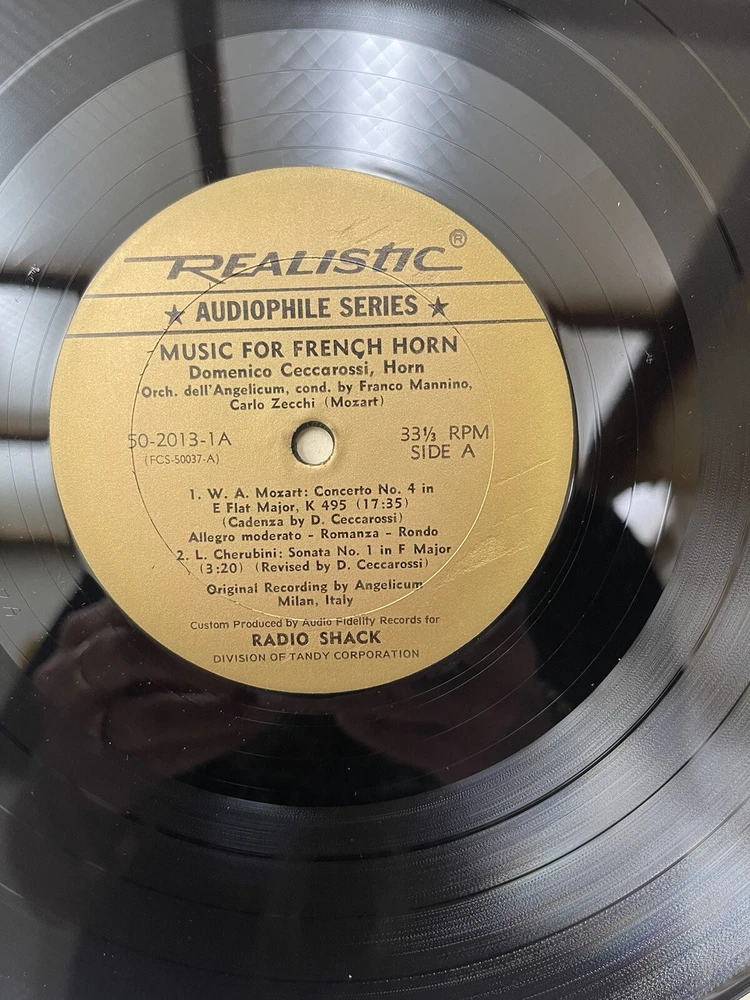 REALISTIC ®
★ AUDIOPHILE SERIES ★
MUSIC FOR FRENCH HORN
Domenico Ceccarossi, Horn
Orch. dell'Angelicum, cond. by Franco Mannino,
Carlo Zecchi (Mozart)
50-2013-1A
(FCS-50037-A)
33⅓ RPM
SIDE A
1. W. A. Mozart: Concerto No. 4 in
E Flat Major, K 495 (17:35)
(Cadenza by D. Ceccarossi)
Allegro moderato - Romanza - Rondo
2. L. Cherubini: Sonata No. 1 in F Major
(3:20) (Revised by D. Ceccarossi)
Original Recording by Angelicum
Milan, Italy
Custom Produced by Audio Fidelity Records for
RADIO SHACK
DIVISION OF TANDY CORPORATION